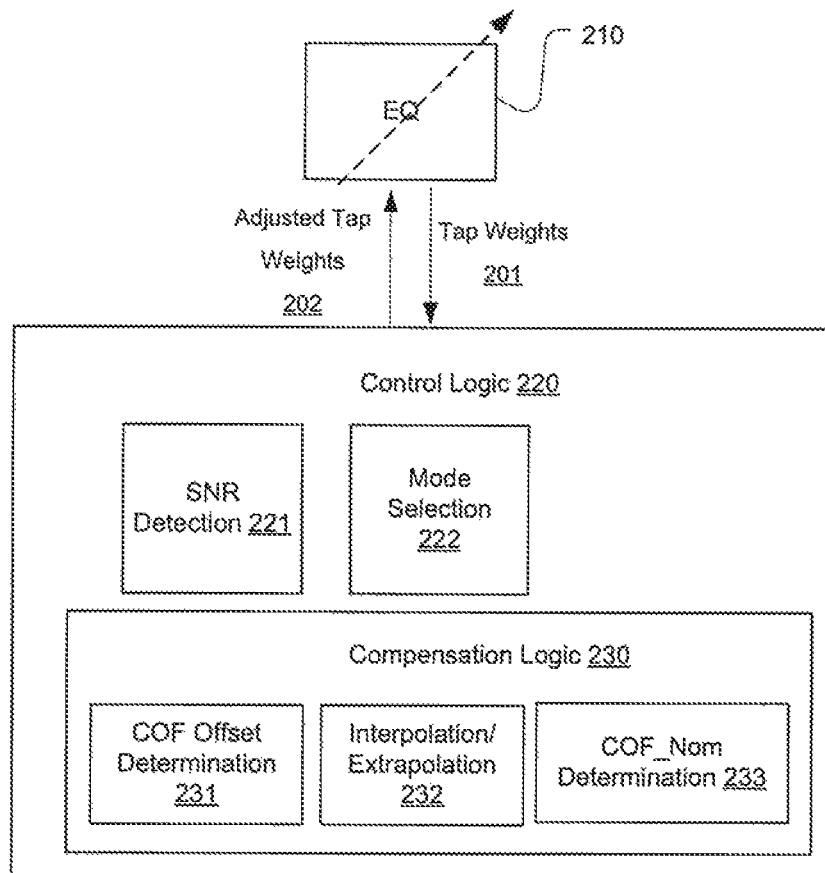 210
EQ
Adjusted Tap
Weights
202
Tap Weights
201
Control Logic 220
SNR
Detection 221
Mode
Selection
222
Compensation Logic 230
COF Offset
Determination
231
Interpolation/
Extrapolation
232
COF_Nom
Determination 233